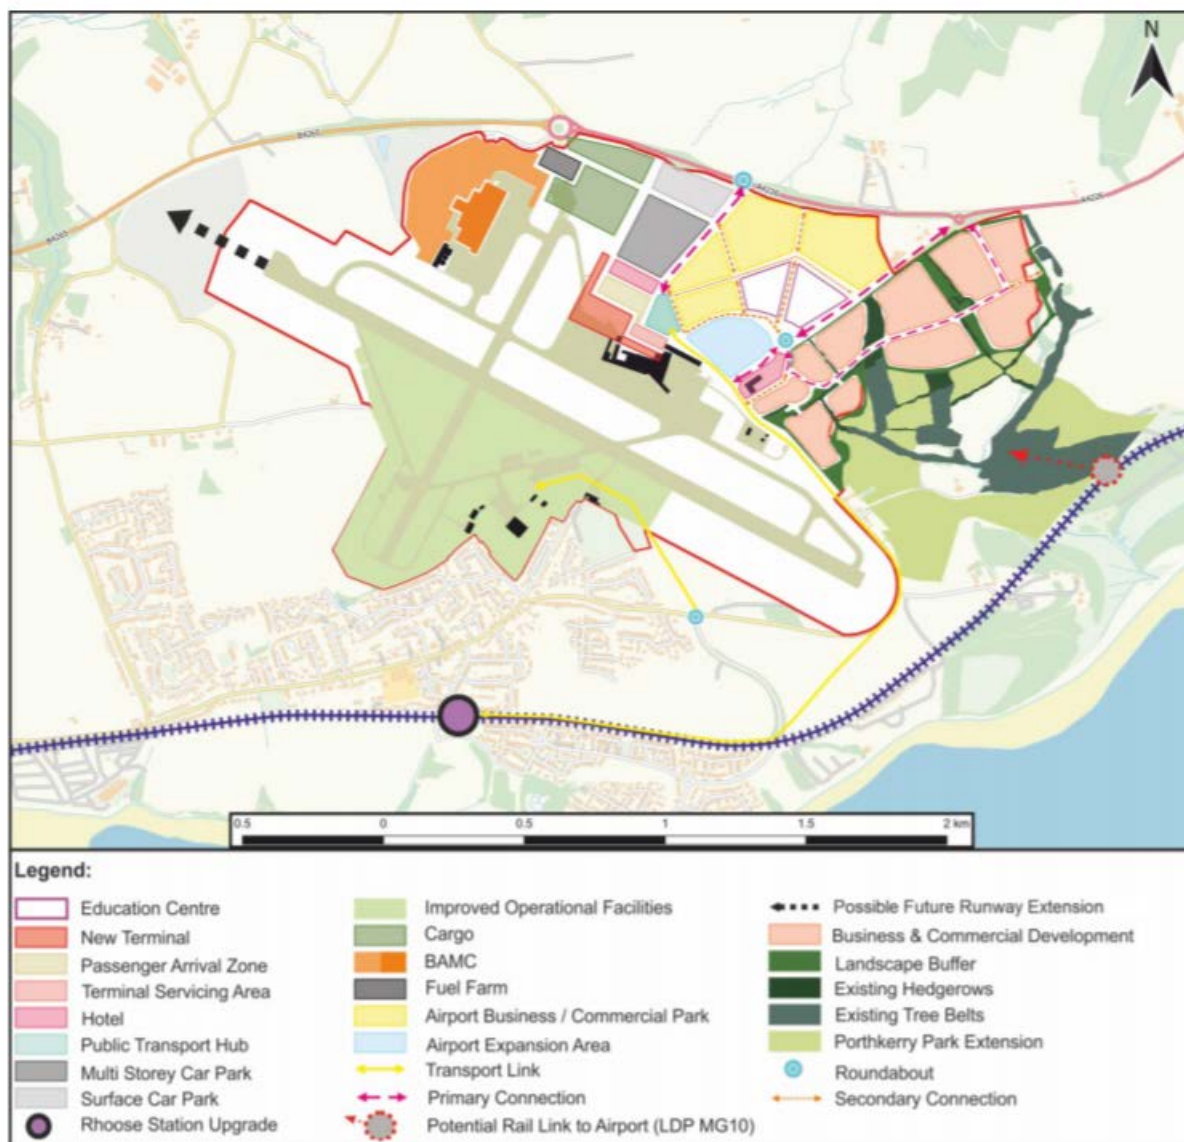 N
A4226
A4226
0.5 0 0.5 1 1.5 2 km
Legend:
Education Centre
New Terminal
Passenger Arrival Zone
Terminal Servicing Area
Hotel
Public Transport Hub
Multi Storey Car Park
Surface Car Park
Rhoose Station Upgrade
Improved Operational Facilities
Cargo
BAMC
Fuel Farm
Airport Business / Commercial Park
Airport Expansion Area
Transport Link
Primary Connection
Potential Rail Link to Airport (LDP MG10)
Possible Future Runway Extension
Business & Commercial Development
Landscape Buffer
Existing Hedgerows
Existing Tree Belts
Porthkerry Park Extension
Roundabout
Secondary Connection